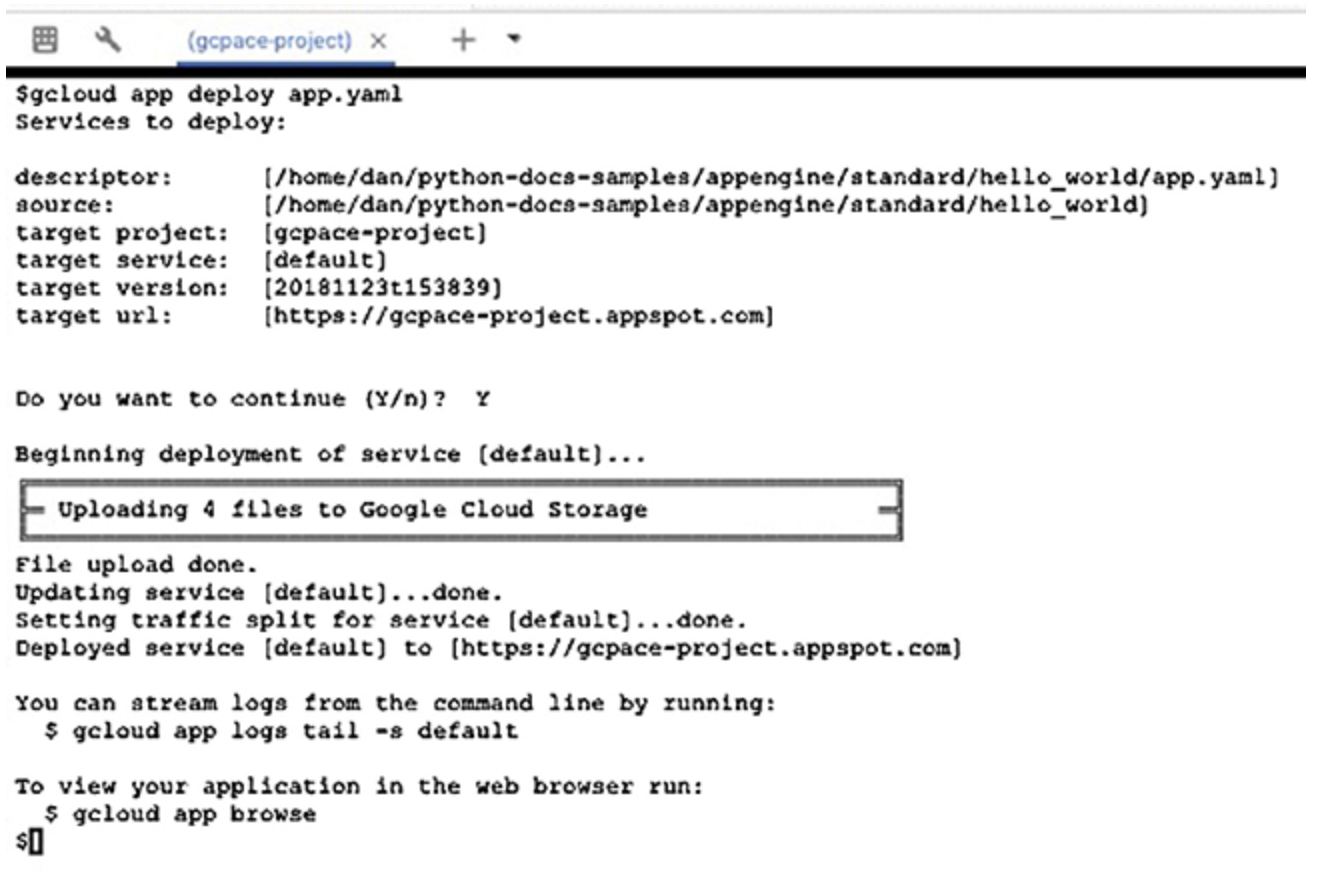 (gcpace-project) ×
$gcloud app deploy app.yaml
Services to deploy:
descriptor: [/home/dan/python-docs-samples/appengine/standard/hello_world/app.yaml]
source: [/home/dan/python-docs-samples/appengine/standard/hello_world]
target project: [gcpace-project]
target service: [default]
target version: [20181123t153839]
target url: [https://gcpace-project.appspot.com]
Do you want to continue (Y/n)? Y
Beginning deployment of service [default]...
Uploading 4 files to Google Cloud Storage
File upload done.
Updating service [default]...done.
Setting traffic split for service [default]...done.
Deployed service [default] to [https://gcpace-project.appspot.com]
You can stream logs from the command line by running:
$ gcloud app logs tail -s default
To view your application in the web browser run:
$ gcloud app browse
$